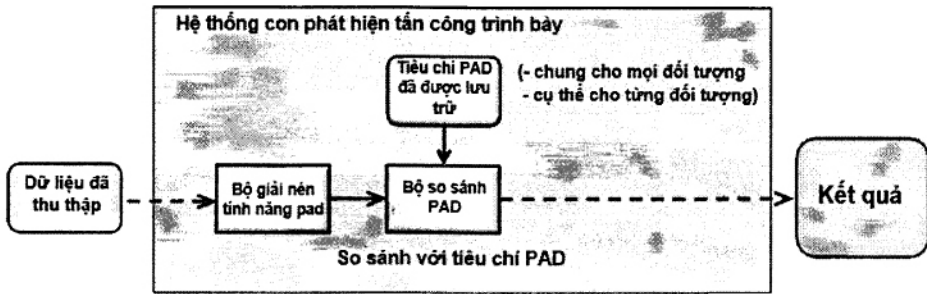 Hệ thống con phát hiện tấn công trình bày
Tiêu chí PAD
đã được lưu
trữ
(- chung cho mọi đối tượng
- cụ thể cho từng đối tượng)
Dữ liệu đã
thu thập
Bộ giải nén
tính năng pad
Bộ so sánh
PAD
Kết quả
So sánh với tiêu chí PAD